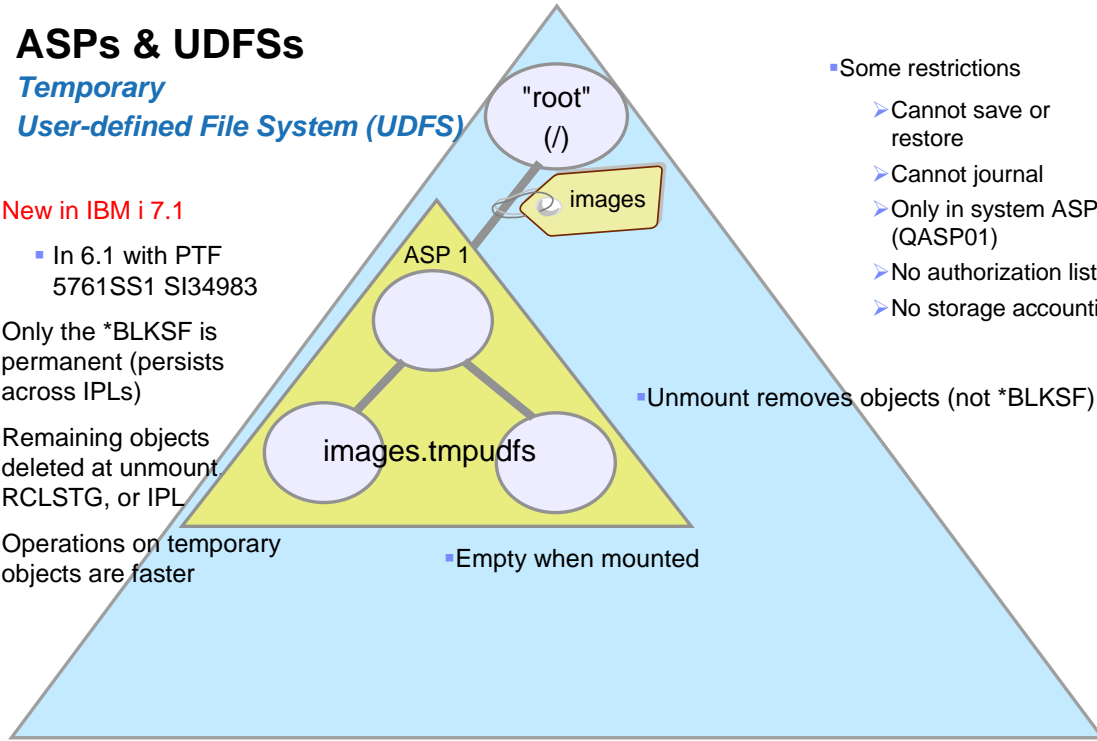 ASPs & UDFSs
Temporary
User-defined File System (UDFS)
New in IBM i 7.1
▪ In 6.1 with PTF
5761SS1 SI34983
Only the *BLKSF is
permanent (persists
across IPLs)
Remaining objects
deleted at unmount,
RCLSTG, or IPL
Operations on temporary
objects are faster
"root"
(/)
images
ASP 1
images.tmpudfs
▪Empty when mounted
▪Unmount removes objects (not *BLKSF)
▪Some restrictions
➢Cannot save or
restore
➢Cannot journal
➢Only in system ASP
(QASP01)
➢No authorization list
➢No storage accounti